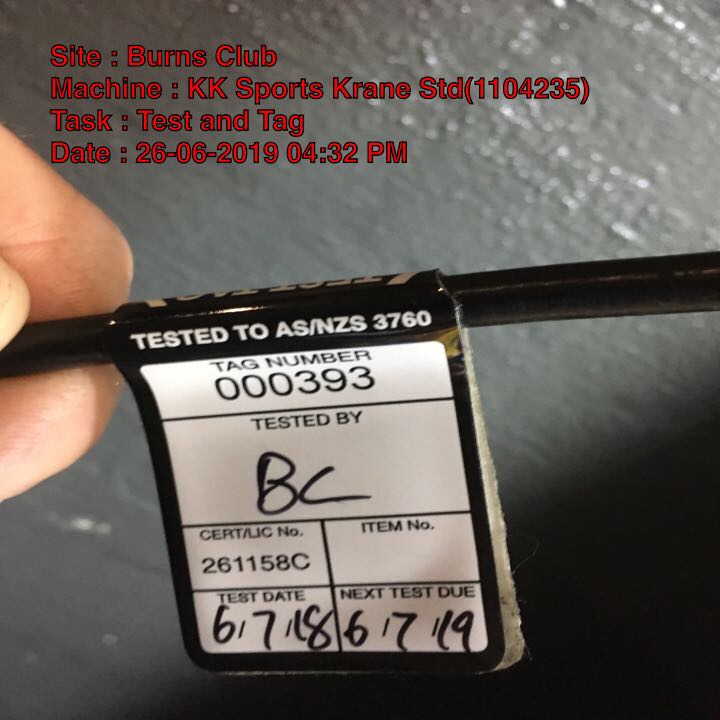 Site : Burns Club
Machine : KK Sports Krane Std(1104235)
Task : Test and Tag
Date : 26-06-2019 04:32 PM
TESTED TO AS/NZS 3760
TAG NUMBER
000393
TESTED BY
BC
CERT/LIC No. ITEM No.
261158C
TEST DATE NEXT TEST DUE
6/7/18 6/7/19